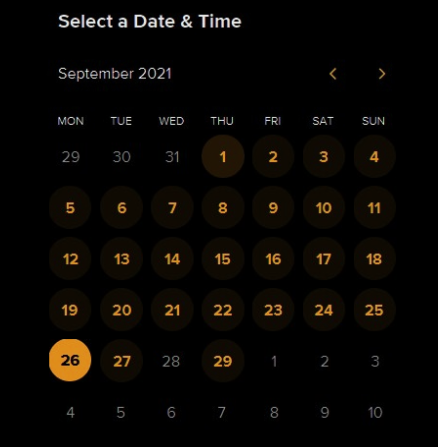 Select a Date & Time
September 2021
MON TUE WED THU FRI SAT SUN
29 30 31 1 2 3 4
5 6 7 8 9 10 11
12 13 14 15 16 17 18
19 20 21 22 23 24 25
26 27 28 29 1 2 3
4 5 6 7 8 9 10